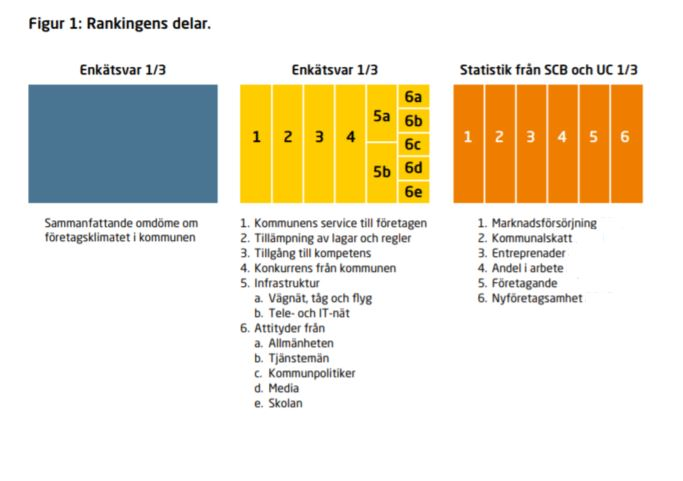 Figur 1: Rankingens delar.
Enkätsvar 1/3
Enkätsvar 1/3
Statistik från SCB och UC 1/3
1 2 3 4 5a 5b 6a 6b 6c 6d 6e
1 2 3 4 5 6
Sammanfattande omdöme om
företagsklimatet i kommunen
1. Kommunens service till företagen
2. Tillämpning av lagar och regler
3. Tillgång till kompetens
4. Konkurrens från kommunen
5. Infrastruktur
a. Vägnät, tåg och flyg
b. Tele- och IT-nät
6. Attityder från
a. Allmänheten
b. Tjänstemän
c. Kommunpolitiker
d. Media
e. Skolan
1. Marknadsförsörjning
2. Kommunalskatt
3. Entreprenader
4. Andel i arbete
5. Företagande
6. Nyföretagsamhet